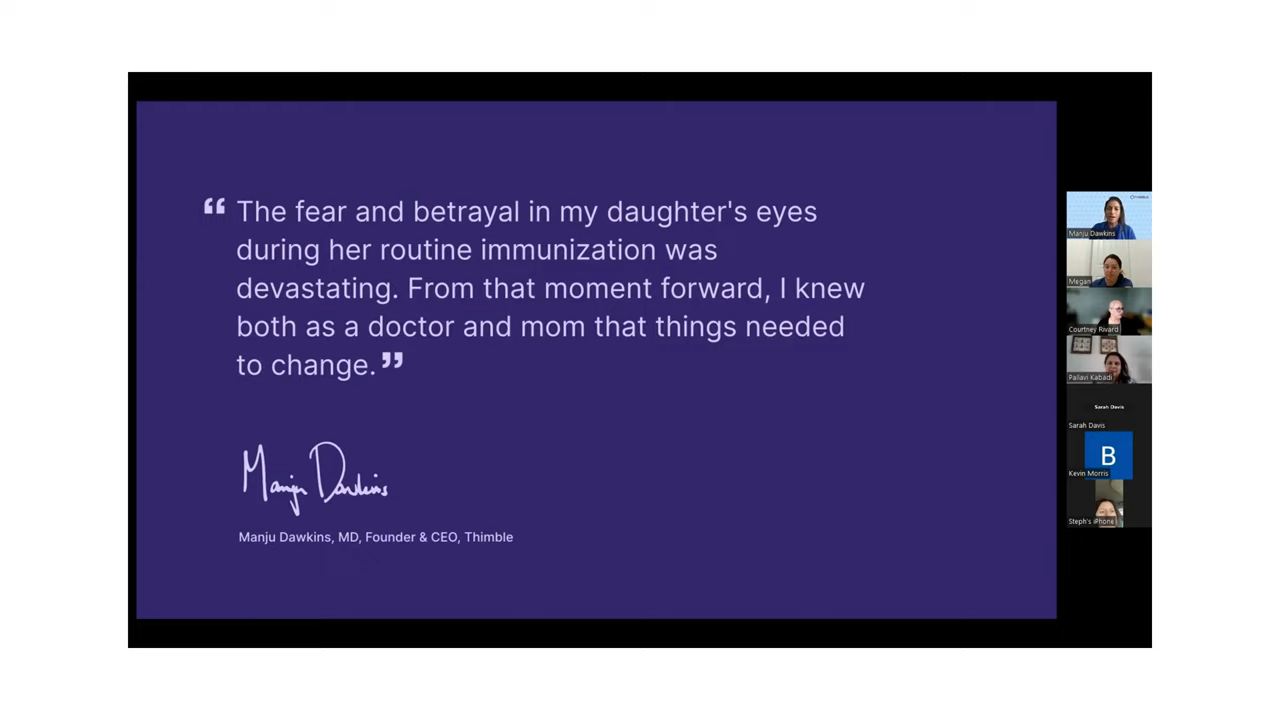 “ The fear and betrayal in my daughter's eyes
during her routine immunization was
devastating. From that moment forward, I knew
both as a doctor and mom that things needed
to change. ”
Manju Dawkins
Manju Dawkins, MD, Founder & CEO, Thimble
Manju Dawkins
Megan
Courtney Rivard
Pallavi Kabadi
Sarah Davis
Sarah Davis
B
Kevin Morris
Steph's iPhone